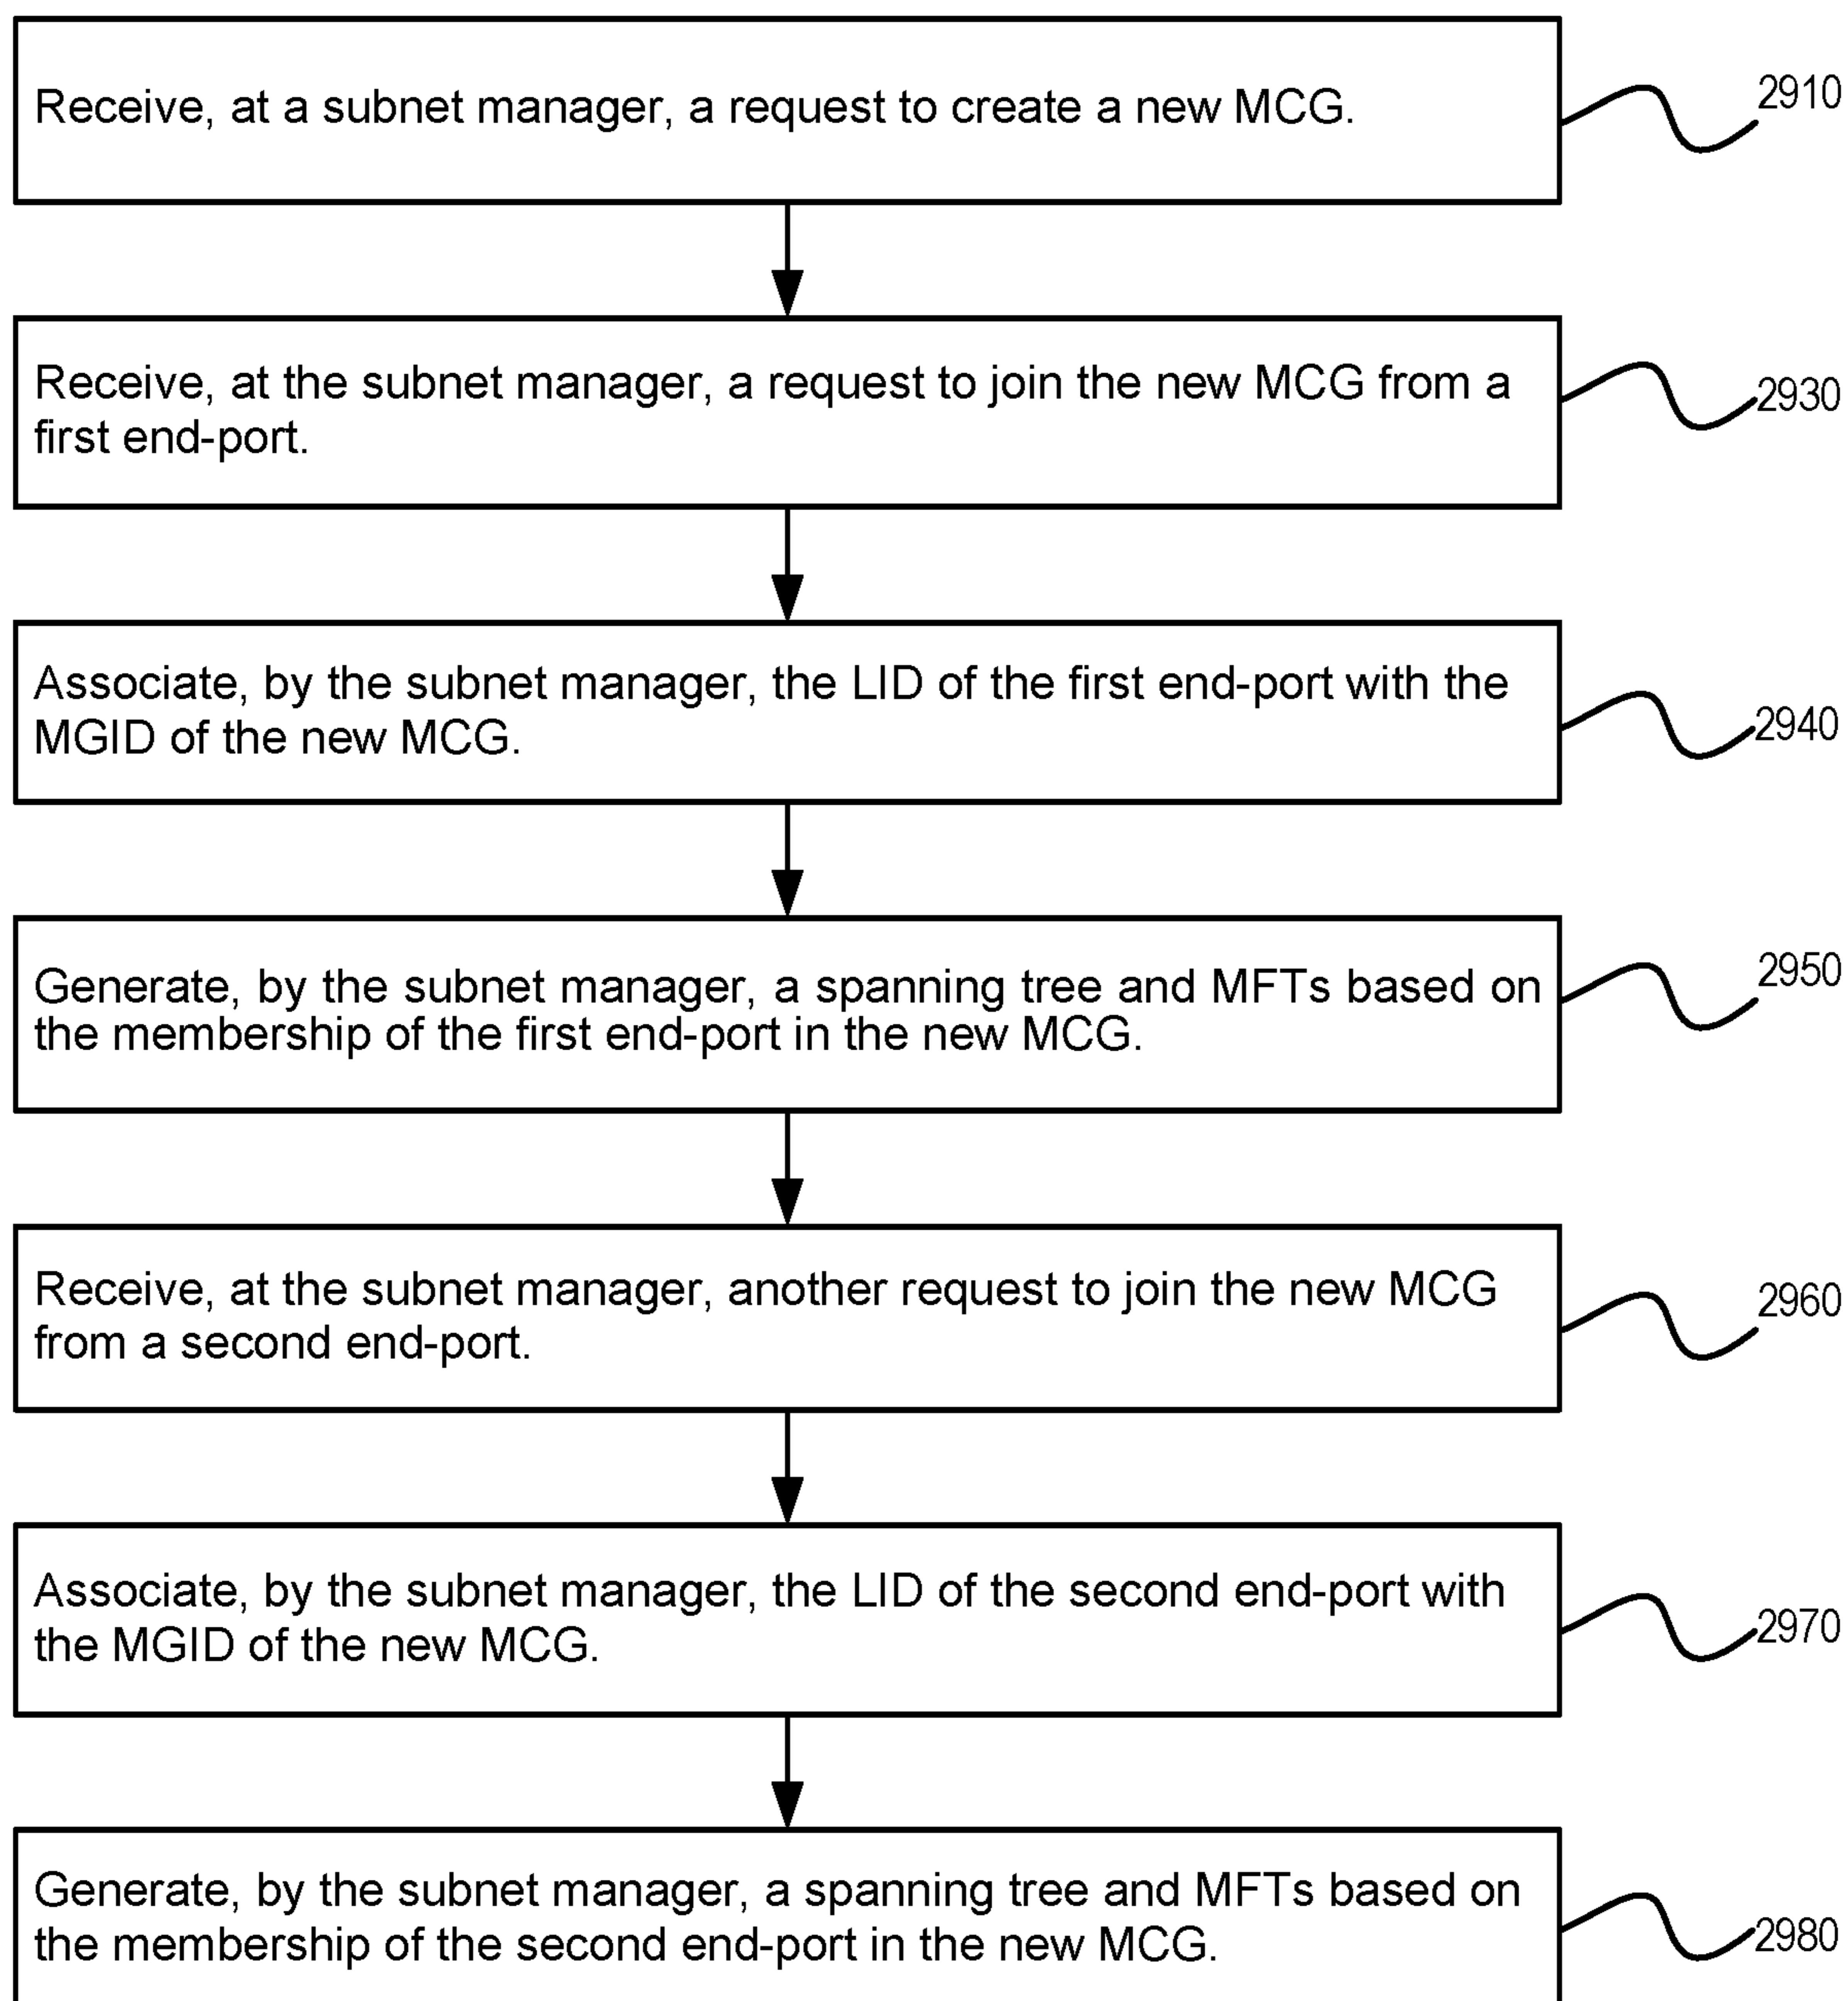 Receive, at a subnet manager, a request to create a new MCG.
2910
Receive, at the subnet manager, a request to join the new MCG from a
first end-port.
2930
Associate, by the subnet manager, the LID of the first end-port with the
MGID of the new MCG.
2940
Generate, by the subnet manager, a spanning tree and MFTs based on
the membership of the first end-port in the new MCG.
2950
Receive, at the subnet manager, another request to join the new MCG
from a second end-port.
2960
Associate, by the subnet manager, the LID of the second end-port with
the MGID of the new MCG.
2970
Generate, by the subnet manager, a spanning tree and MFTs based on
the membership of the second end-port in the new MCG.
2980